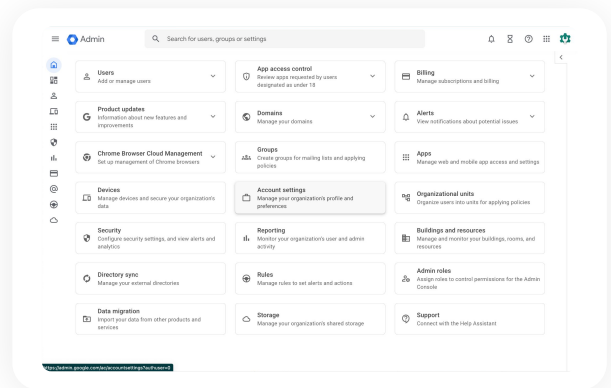 Admin
Search for users, groups or settings
Users
Add or manage users
App access control
Review apps requested by users
designated as under 18
Billing
Manage subscriptions and billing
Product updates
Information about new features and
improvements
Domains
Manage your domains
Alerts
View notifications about potential issues
Chrome Browser Cloud Management
Set up management of Chrome browsers
Groups
Create groups for mailing lists and applying
policies
Apps
Manage web and mobile app access and settings
Devices
Manage devices and secure your organization's
data
Account settings
Manage your organization's profile and
preferences
Organizational units
Organize users into units for applying policies
Security
Configure security settings, and view alerts and
analytics
Reporting
Monitor your organization's user and admin
activity
Buildings and resources
Manage and monitor your buildings, rooms, and
resources
Directory sync
Manage your external directories
Rules
Manage rules to set alerts and actions
Admin roles
Assign roles to control permissions for the Admin
Console
Data migration
Import your data from other products and
services
Storage
Manage your organization's shared storage
Support
Connect with the Help Assistant
https://admin.google.com/ac/accountsettings?authuser=0